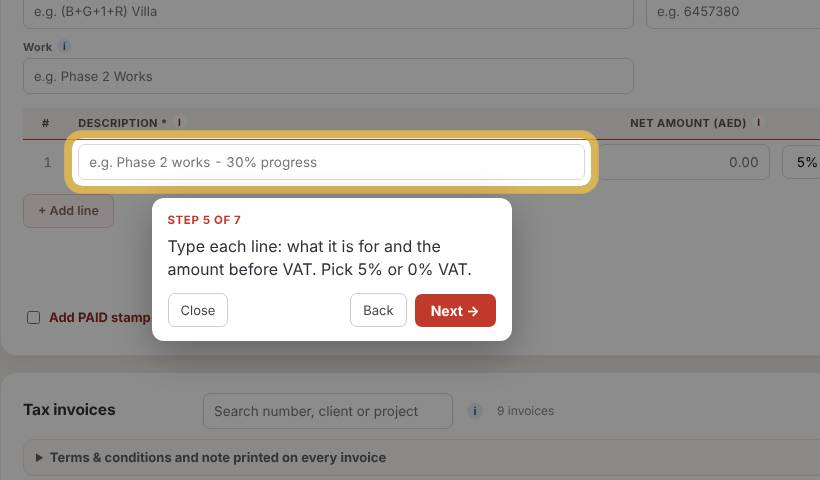 e.g. (B+G+1+R) Villa
e.g. 6457380
Work i
e.g. Phase 2 Works
# DESCRIPTION * i NET AMOUNT (AED) i
1 e.g. Phase 2 works - 30% progress 0.00 5%
+ Add line
STEP 5 OF 7
Type each line: what it is for and the
amount before VAT. Pick 5% or 0% VAT.
Close Back Next →
Add PAID stamp
Tax invoices Search number, client or project i 9 invoices
▶ Terms & conditions and note printed on every invoice